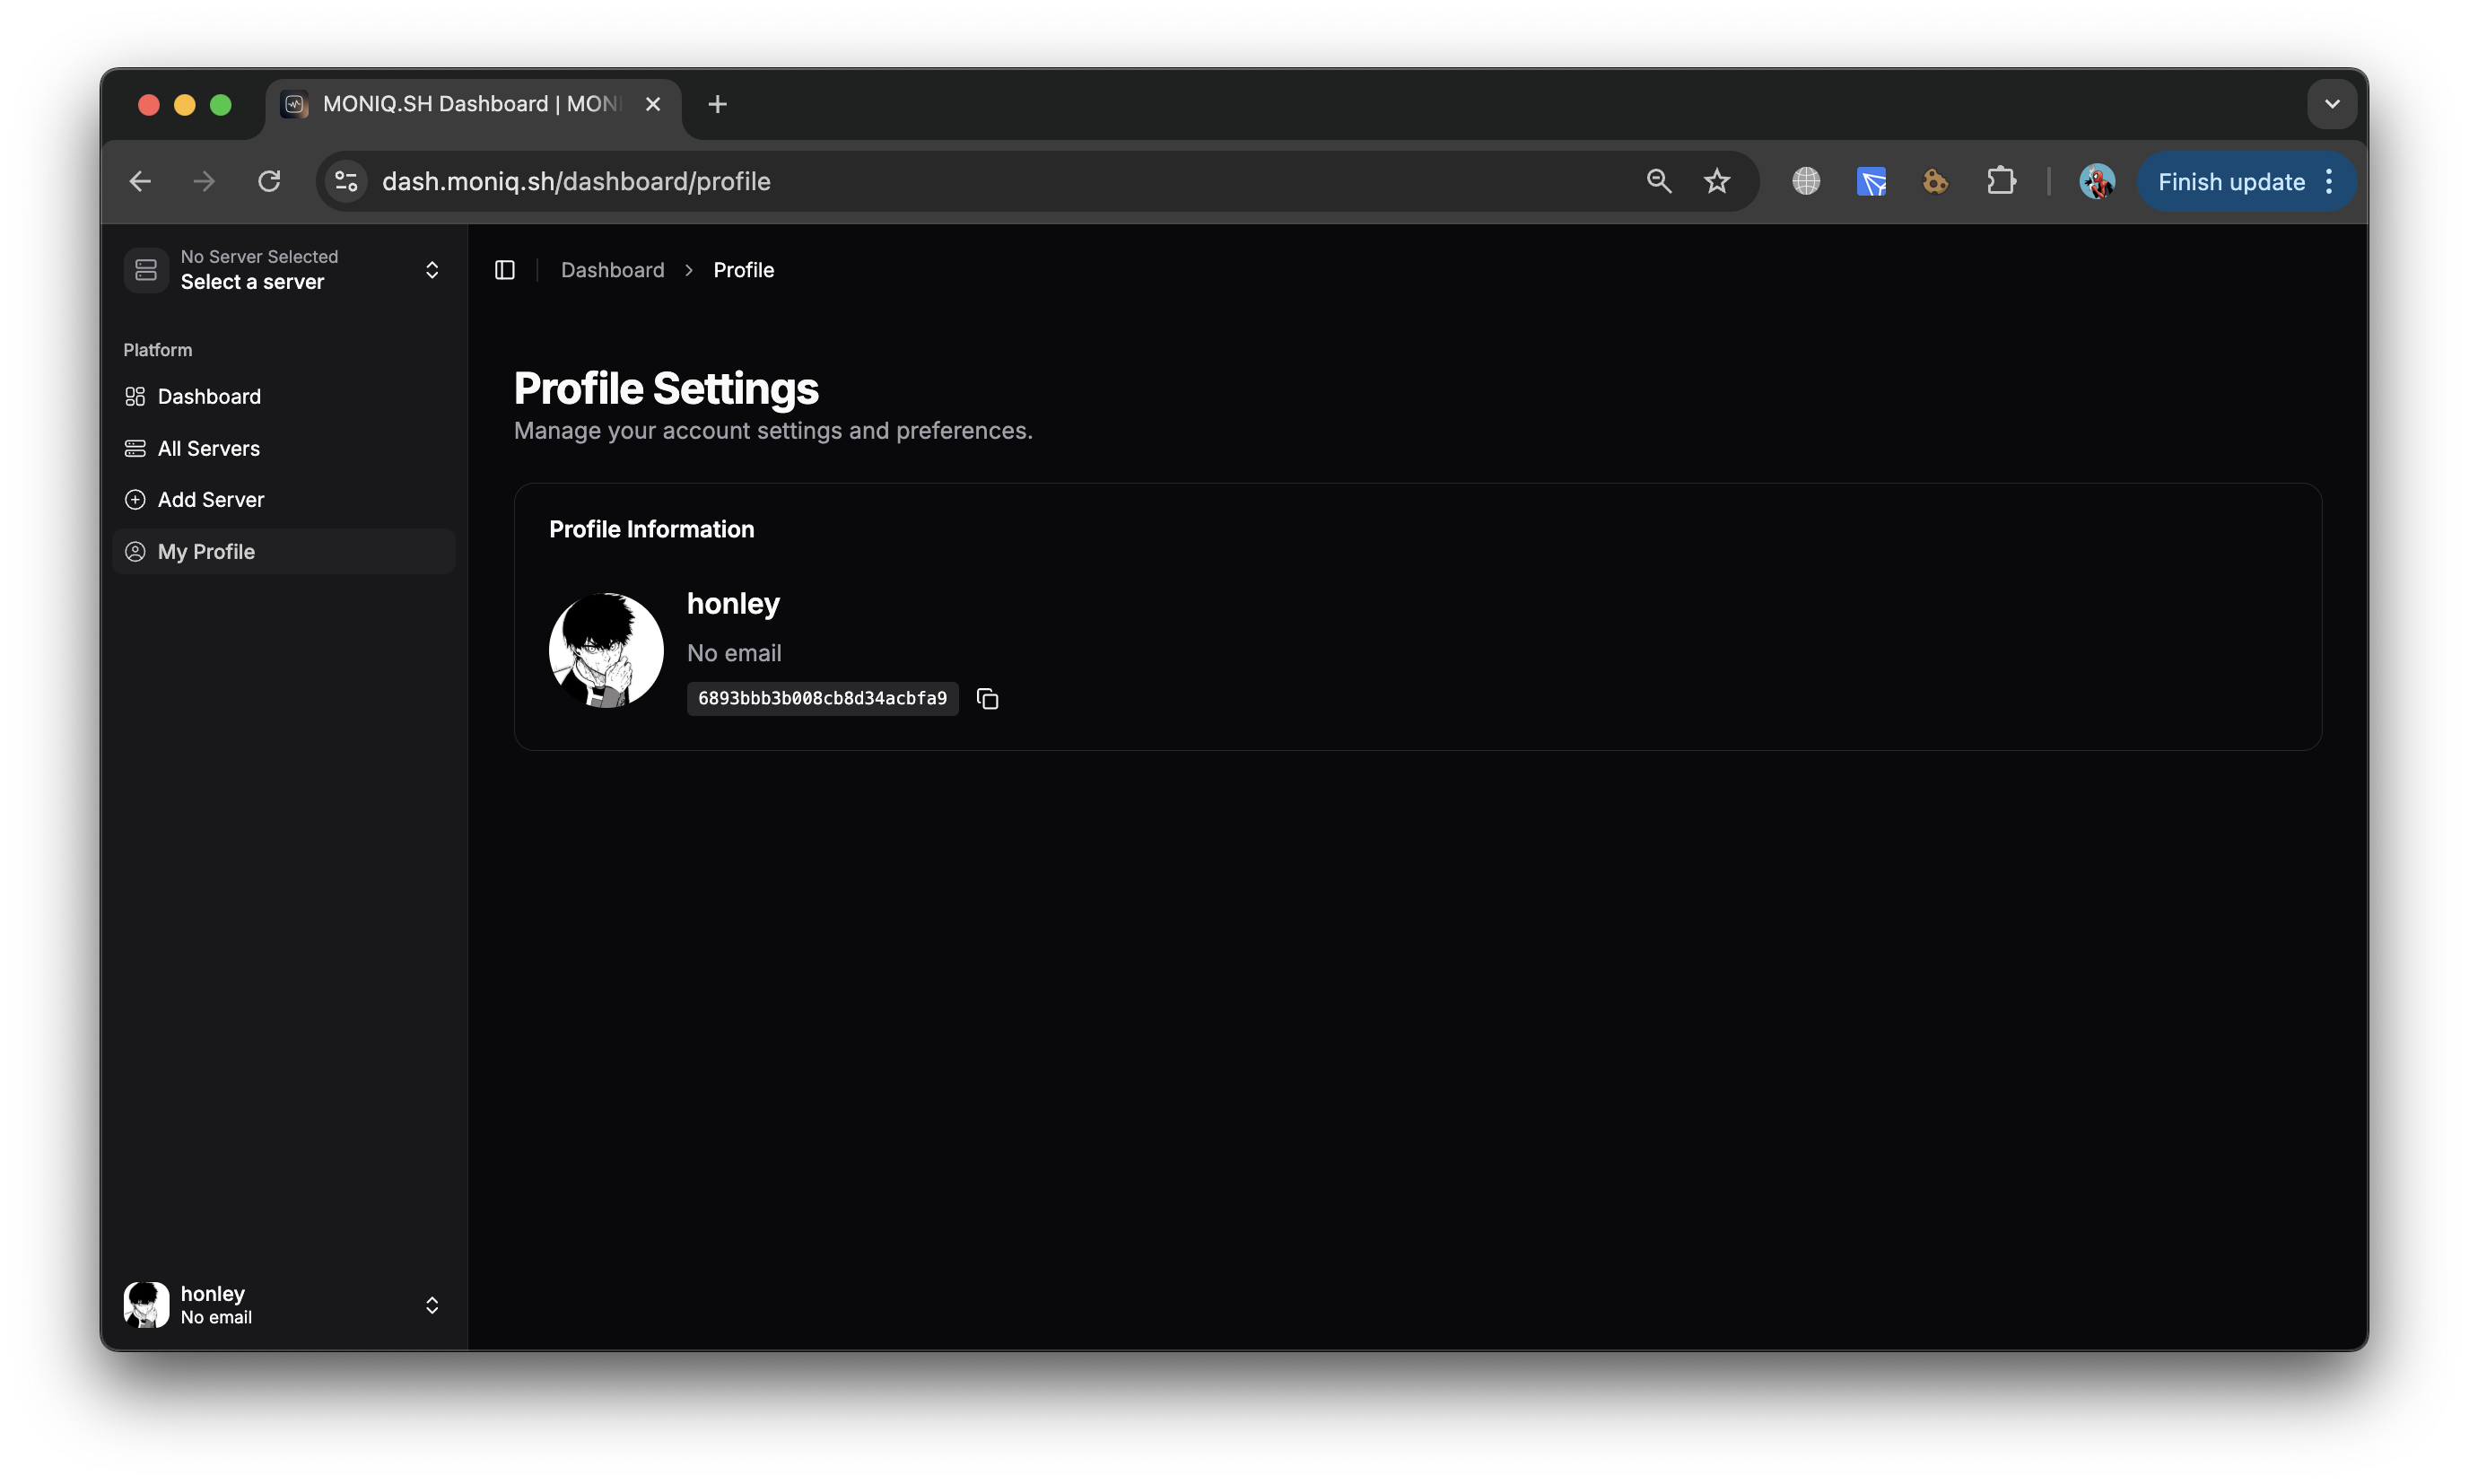 MONIQ.SH Dashboard | MONI
dash.moniq.sh/dashboard/profile
Finish update
No Server Selected
Select a server
Platform
Dashboard
All Servers
Add Server
My Profile
honley
No email
Dashboard > Profile
Profile Settings
Manage your account settings and preferences.
Profile Information
honley
No email
6893bbb3b008cb8d34acbfa9